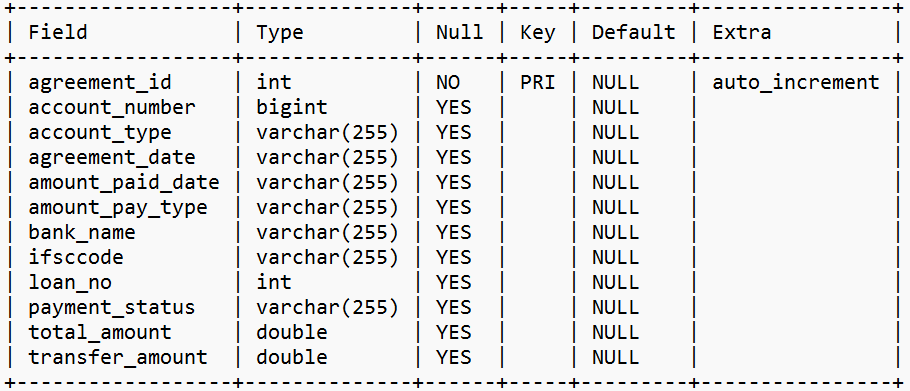 +-------------------+--------------+------+-----+---------+----------------+
| Field             | Type         | Null | Key | Default | Extra          |
+-------------------+--------------+------+-----+---------+----------------+
| agreement_id      | int          | NO   | PRI | NULL    | auto_increment |
| account_number    | bigint       | YES  |     | NULL    |                |
| account_type      | varchar(255) | YES  |     | NULL    |                |
| agreement_date    | varchar(255) | YES  |     | NULL    |                |
| amount_paid_date  | varchar(255) | YES  |     | NULL    |                |
| amount_pay_type   | varchar(255) | YES  |     | NULL    |                |
| bank_name         | varchar(255) | YES  |     | NULL    |                |
| ifsccode          | varchar(255) | YES  |     | NULL    |                |
| loan_no           | int          | YES  |     | NULL    |                |
| payment_status    | varchar(255) | YES  |     | NULL    |                |
| total_amount      | double       | YES  |     | NULL    |                |
| transfer_amount   | double       | YES  |     | NULL    |                |
+-------------------+--------------+------+-----+---------+----------------+